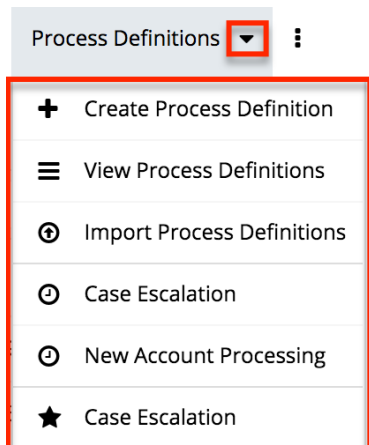 Process Definitions
Create Process Definition
View Process Definitions
Import Process Definitions
Case Escalation
New Account Processing
Case Escalation